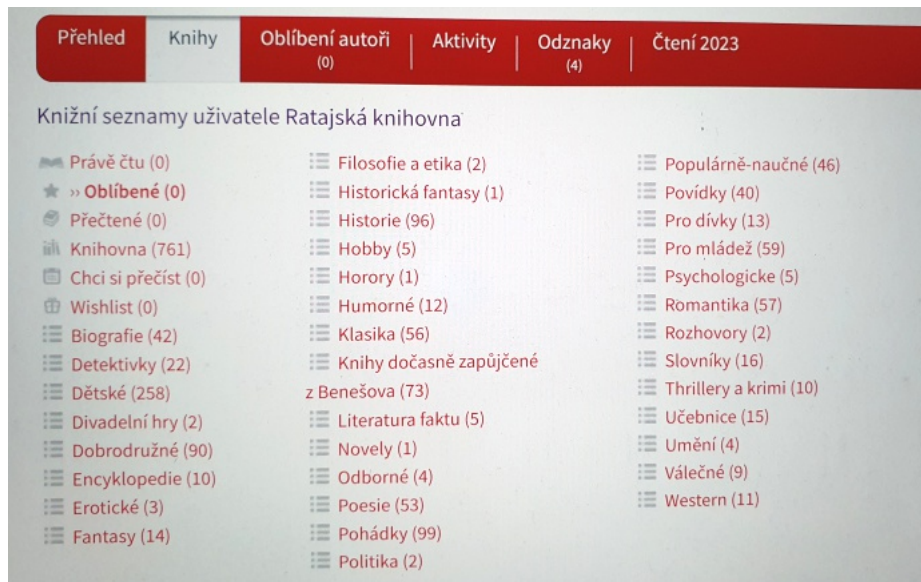 Přehled
Knihy
Oblíbení autoři
(0)
Aktivity
Odznaky
(4)
Čtení 2023
Knižní seznamy uživatele Ratajská knihovna
Právě čtu (0)
›› Oblíbené (0)
Přečtené (0)
Knihovna (761)
Chci si přečíst (0)
Wishlist (0)
Biografie (42)
Detektivky (22)
Dětské (258)
Divadelní hry (2)
Dobrodružné (90)
Encyklopedie (10)
Erotické (3)
Fantasy (14)
Filosofie a etika (2)
Historická fantasy (1)
Historie (96)
Hobby (5)
Horory (1)
Humorné (12)
Klasika (56)
Knihy dočasně zapůjčené
z Benešova (73)
Literatura faktu (5)
Novely (1)
Odborné (4)
Poesie (53)
Pohádky (99)
Politika (2)
Populárně-naučné (46)
Povídky (40)
Pro dívky (13)
Pro mládež (59)
Psychologicke (5)
Romantika (57)
Rozhovory (2)
Slovníky (16)
Thrillery a krimi (10)
Učebnice (15)
Umění (4)
Válečné (9)
Western (11)